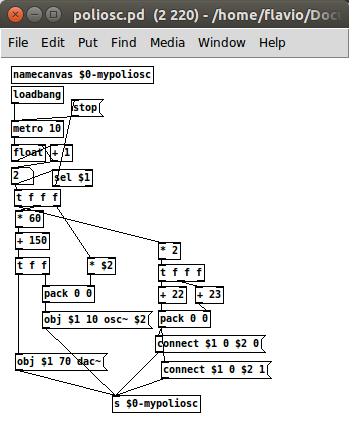 poliosc.pd (2 220) - /home/flavio/Docu
File Edit Put Find Media Window Help
namecanvas $0-mypoliosc
loadbang
stop
metro 10
float
+ 1
2
sel $1
t f f f
* 60
+ 150
* 2
t f f
* $2
t f f f
pack 0 0
+ 22
+ 23
obj $1 10 osc~ $2
pack 0 0
connect $1 0 $2 0
obj $1 70 dac~
connect $1 0 $2 1
s $0-mypoliosc